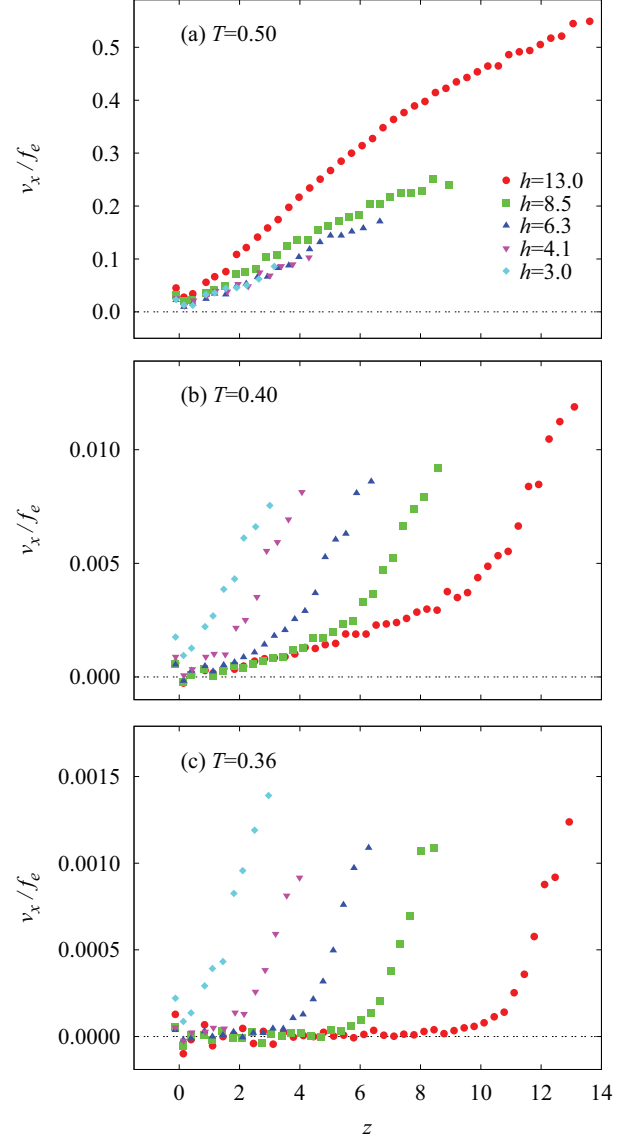 (a) T=0.50
0.5
0.4
0.3
0.2
0.1
0.0
v_x/f_e
h=13.0
h=8.5
h=6.3
h=4.1
h=3.0
(b) T=0.40
0.010
0.005
0.000
v_x/f_e
(c) T=0.36
0.0015
0.0010
0.0005
0.0000
v_x/f_e
0 2 4 6 8 10 12 14
z